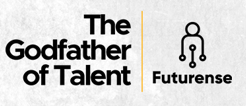 The
Godfather
of Talent
Futurense